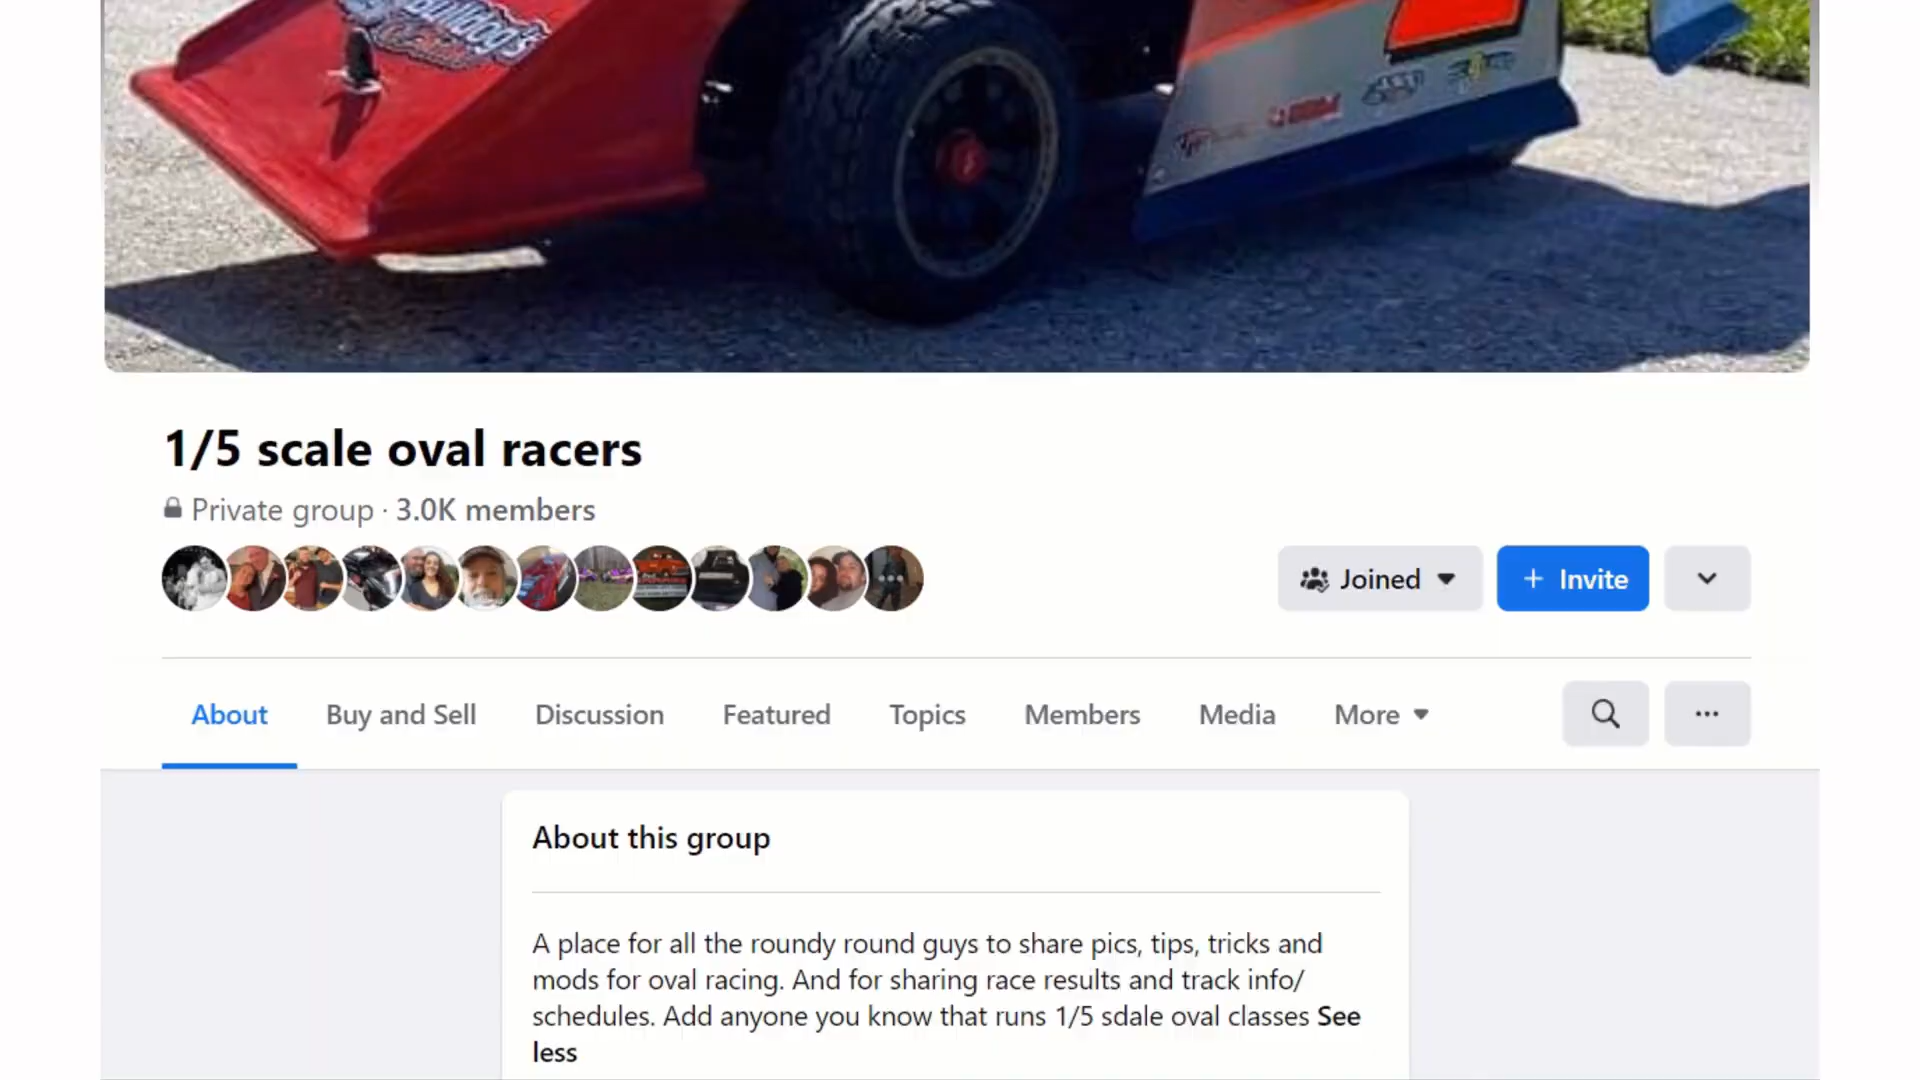 Bulldog's
1/5 scale oval racers
Private group · 3.0K members
Joined
+ Invite
About
Buy and Sell
Discussion
Featured
Topics
Members
Media
More
About this group
A place for all the roundy round guys to share pics, tips, tricks and
mods for oval racing. And for sharing race results and track info/
schedules. Add anyone you know that runs 1/5 sdale oval classes See
less